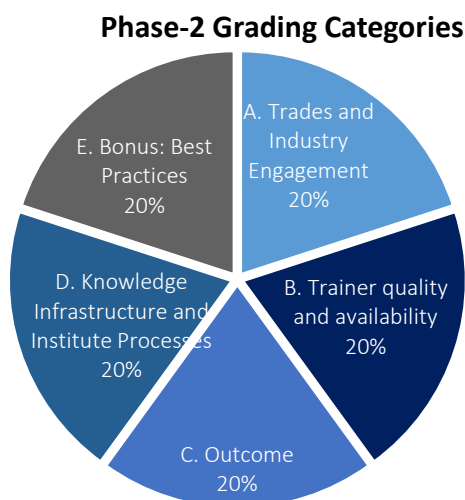 Phase-2 Grading Categories
A. Trades and
Industry
Engagement
20%
B. Trainer quality
and availability
20%
C. Outcome
20%
D. Knowledge
Infrastructure and
Institute Processes
20%
E. Bonus: Best
Practices
20%